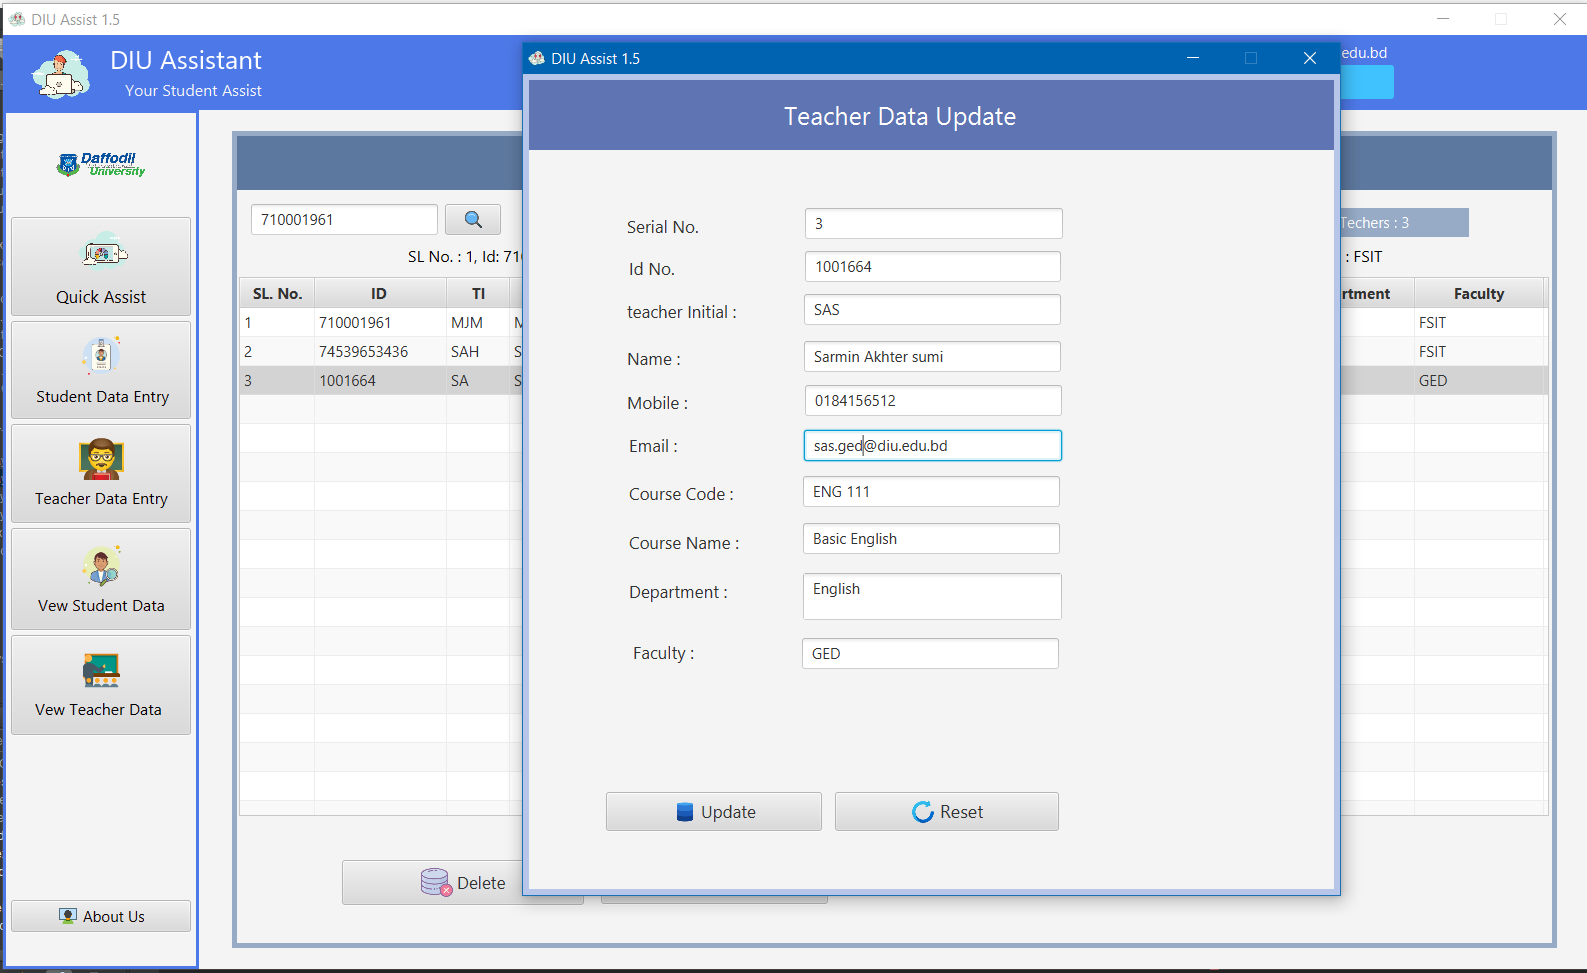 DIU Assist 1.5
DIU Assistant
Your Student Assist
edu.bd
Daffodil
University
Quick Assist
Student Data Entry
Teacher Data Entry
Vew Student Data
Vew Teacher Data
About Us
710001961
Techers : 3
SL No. : 1, Id: 71
: FSIT
SL. No. ID TI rtment Faculty
1 710001961 MJM FSIT
2 74539653436 SAH S FSIT
3 1001664 SA S GED
Delete
DIU Assist 1.5
Teacher Data Update
Serial No. 3
Id No. 1001664
teacher Initial : SAS
Name : Sarmin Akhter sumi
Mobile : 0184156512
Email : sas.ged@diu.edu.bd
Course Code : ENG 111
Course Name : Basic English
Department : English
Faculty : GED
Update
Reset